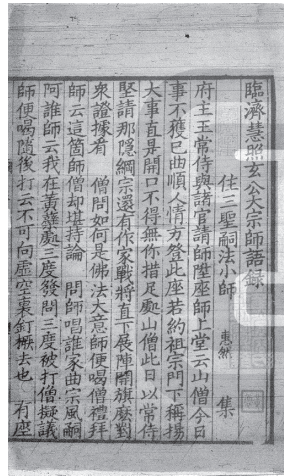 臨濟慧照玄公大宗師語錄
住三聖嗣法小師 惠然 集
府主王常侍與諸官請師陞座師上堂云山僧今日
事不獲已曲順人情方登此座若約祖宗門下稱揚
大事直是開口不得無你措足處山僧此日以常侍
堅請那隱綱宗還有作家戰將直下展陣開旗麼對
衆證據看 僧問如何是佛法大意師便喝僧禮拜
師云這箇師僧却堪持論 問師唱誰家曲宗風嗣
阿誰師云我在黃蘗處三度發問三度被打僧擬議
師便喝隨後打云不可向虛空裏釘橛去也 有座